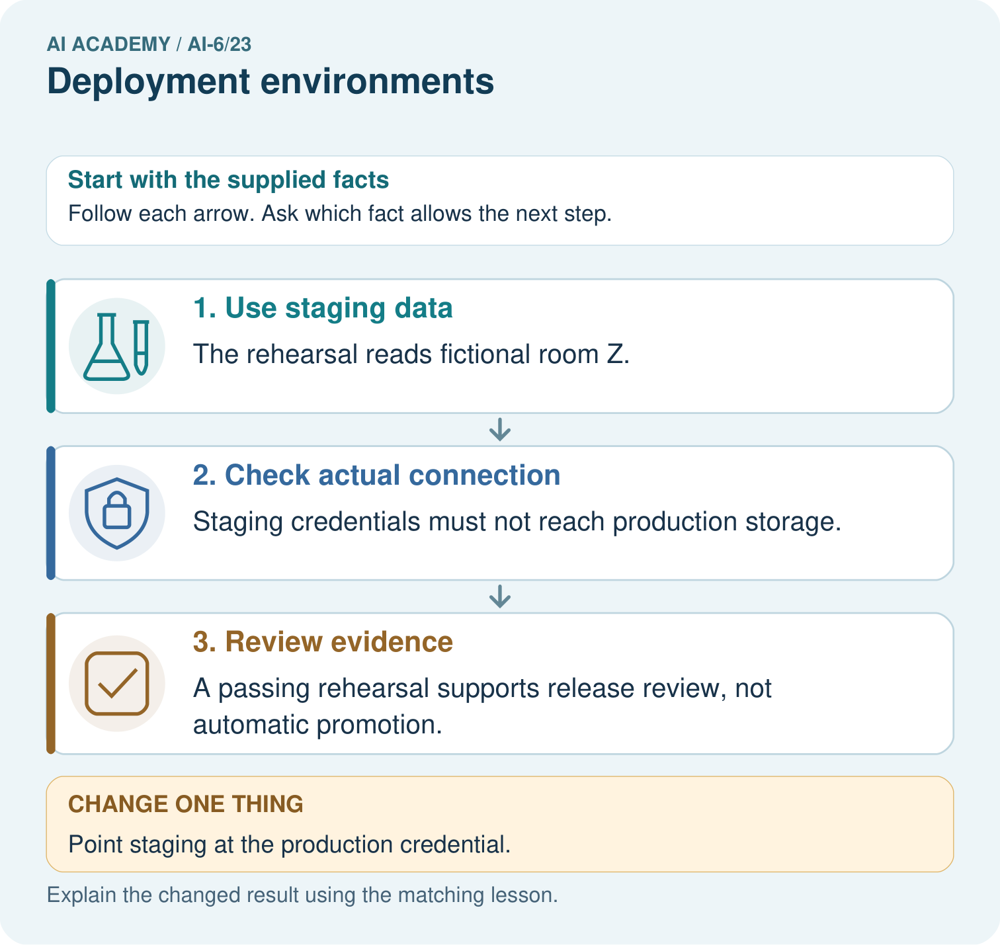 AI ACADEMY / AI-6/23
Deployment environments
Start with the supplied facts
Follow each arrow. Ask which fact allows the next step.
1. Use staging data
The rehearsal reads fictional room Z.
2. Check actual connection
Staging credentials must not reach production storage.
3. Review evidence
A passing rehearsal supports release review, not
automatic promotion.
CHANGE ONE THING
Point staging at the production credential.
Explain the changed result using the matching lesson.